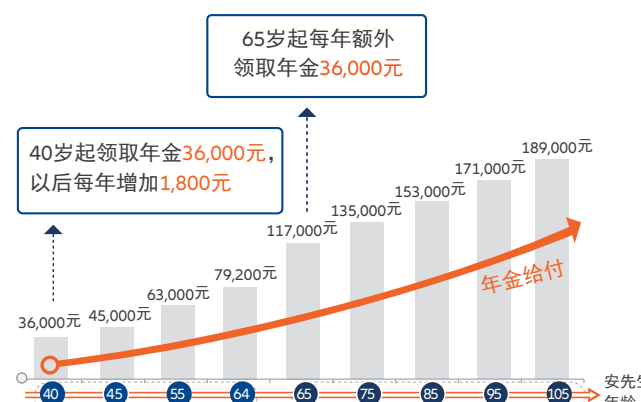 65岁起每年额外
领取年金36,000元
40岁起领取年金36,000元,
以后每年增加1,800元
36,000元
45,000元
63,000元
79,200元
117,000元
135,000元
153,000元
171,000元
189,000元
年金给付
40
45
55
64
65
75
85
95
105
安先生
年龄